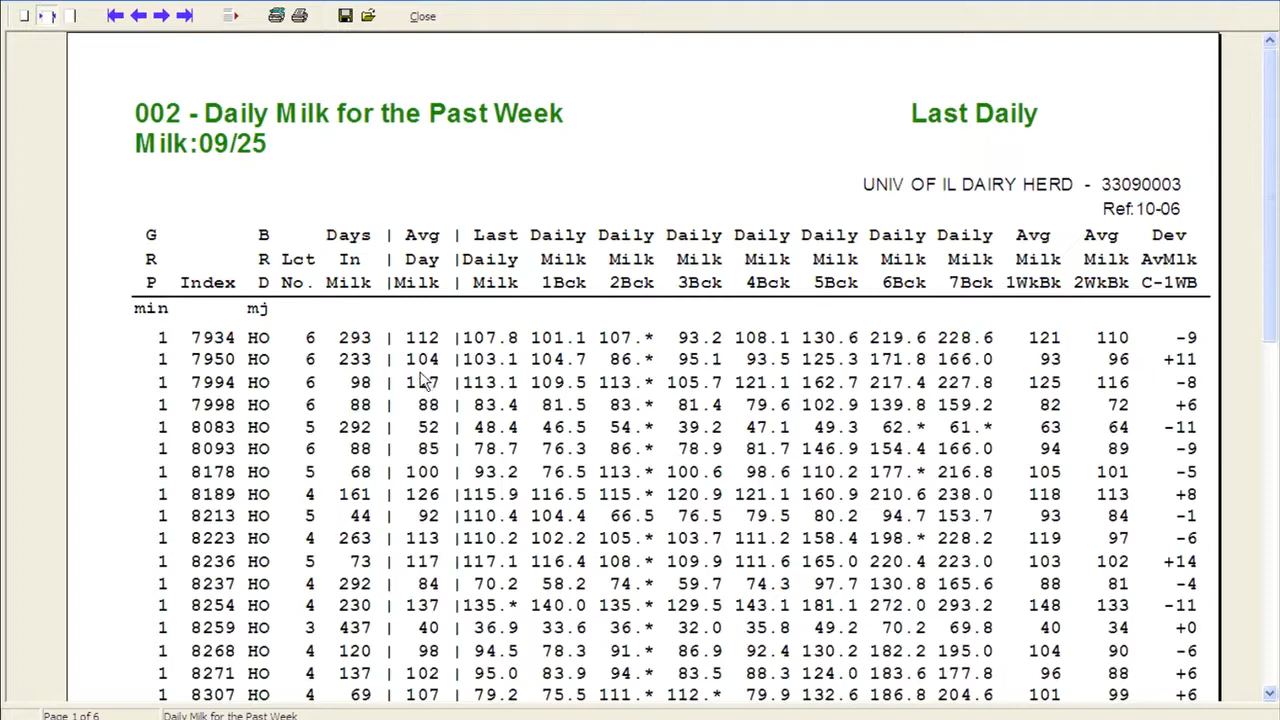 Close
002 - Daily Milk for the Past Week Last Daily
Milk:09/25
UNIV OF IL DAIRY HERD - 33090003
Ref:10-06
G B Days | Avg | Last Daily Daily Daily Daily Daily Daily Daily Avg Avg Dev
R R Lct In | Day |Daily Milk Milk Milk Milk Milk Milk Milk Milk Milk AvMlk
P Index D No. Milk |Milk | Milk 1Bck 2Bck 3Bck 4Bck 5Bck 6Bck 7Bck 1WkBk 2WkBk C-1WB
min mj
1 7934 HO 6 293 | 112 |107.8 101.1 107.* 93.2 108.1 130.6 219.6 228.6 121 110 -9
1 7950 HO 6 233 | 104 |103.1 104.7 86.* 95.1 93.5 125.3 171.8 166.0 93 96 +11
1 7994 HO 6 98 | |113.1 109.5 113.* 105.7 121.1 162.7 217.4 227.8 125 116 -8
1 7998 HO 6 88 | 88 | 83.4 81.5 83.* 81.4 79.6 102.9 139.8 159.2 82 72 +6
1 8083 HO 5 292 | 52 | 48.4 46.5 54.* 39.2 47.1 49.3 62.* 61.* 63 64 -11
1 8093 HO 6 88 | 85 | 78.7 76.3 86.* 78.9 81.7 146.9 154.4 166.0 94 89 -9
1 8178 HO 5 68 | 100 | 93.2 76.5 113.* 100.6 98.6 110.2 177.* 216.8 105 101 -5
1 8189 HO 4 161 | 126 |115.9 116.5 115.* 120.9 121.1 160.9 210.6 238.0 118 113 +8
1 8213 HO 5 44 | 92 |110.4 104.4 66.5 76.5 79.5 80.2 94.7 153.7 93 84 -1
1 8223 HO 4 263 | 113 |110.2 102.2 105.* 103.7 111.2 158.4 198.* 228.2 119 97 -6
1 8236 HO 5 73 | 117 |117.1 116.4 108.* 109.9 111.6 165.0 220.4 223.0 103 102 +14
1 8237 HO 4 292 | 84 | 70.2 58.2 74.* 59.7 74.3 97.7 130.8 165.6 88 81 -4
1 8254 HO 4 230 | 137 |135.* 140.0 135.* 129.5 143.1 181.1 272.0 293.2 148 133 -11
1 8259 HO 3 437 | 40 | 36.9 33.6 36.* 32.0 35.8 49.2 70.2 69.8 40 34 +0
1 8268 HO 4 120 | 98 | 94.5 78.3 91.* 86.9 92.4 130.2 182.2 195.0 104 90 -6
1 8271 HO 4 137 | 102 | 95.0 83.9 94.* 83.5 88.3 124.0 183.6 177.8 96 88 +6
1 8307 HO 4 69 | 107 | 79.2 75.5 111.* 112.* 79.9 132.6 186.8 204.6 101 99 +6
Page 1 of 6 Daily Milk for the Past Week